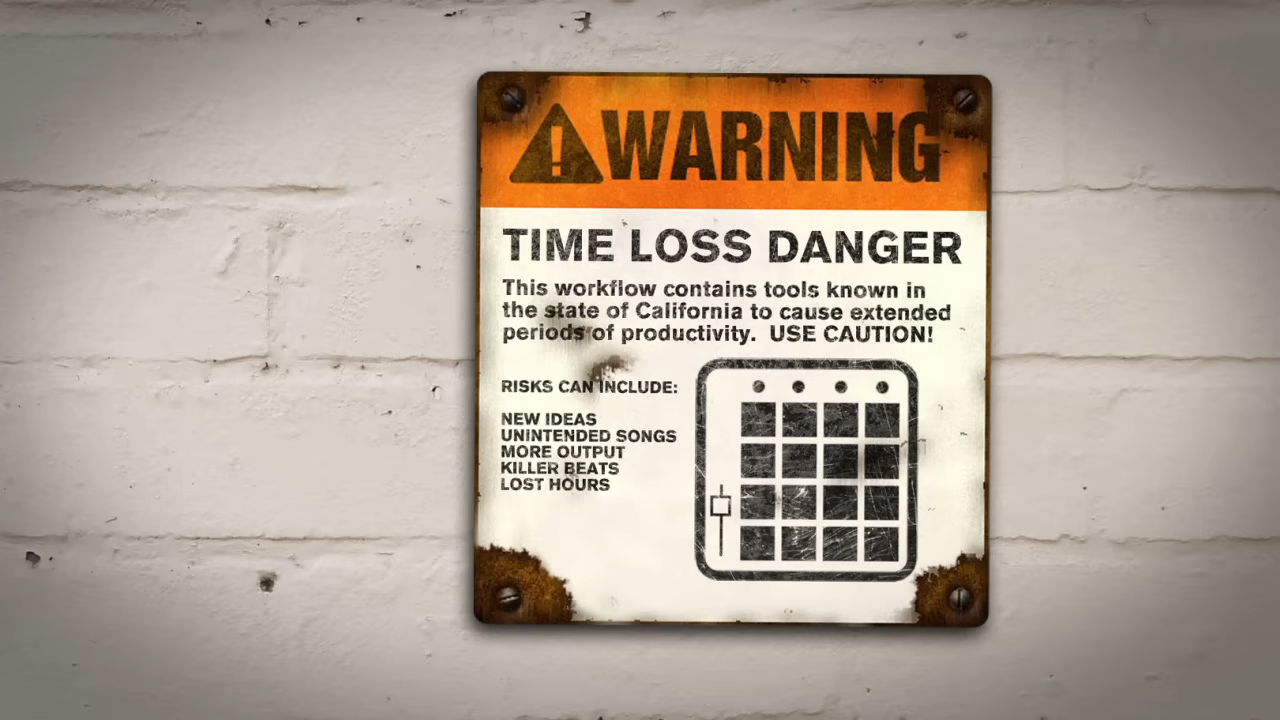 WARNING
TIME LOSS DANGER
This workflow contains tools known in
the state of California to cause extended
periods of productivity.  USE CAUTION!
RISKS CAN INCLUDE:
NEW IDEAS
UNINTENDED SONGS
MORE OUTPUT
KILLER BEATS
LOST HOURS